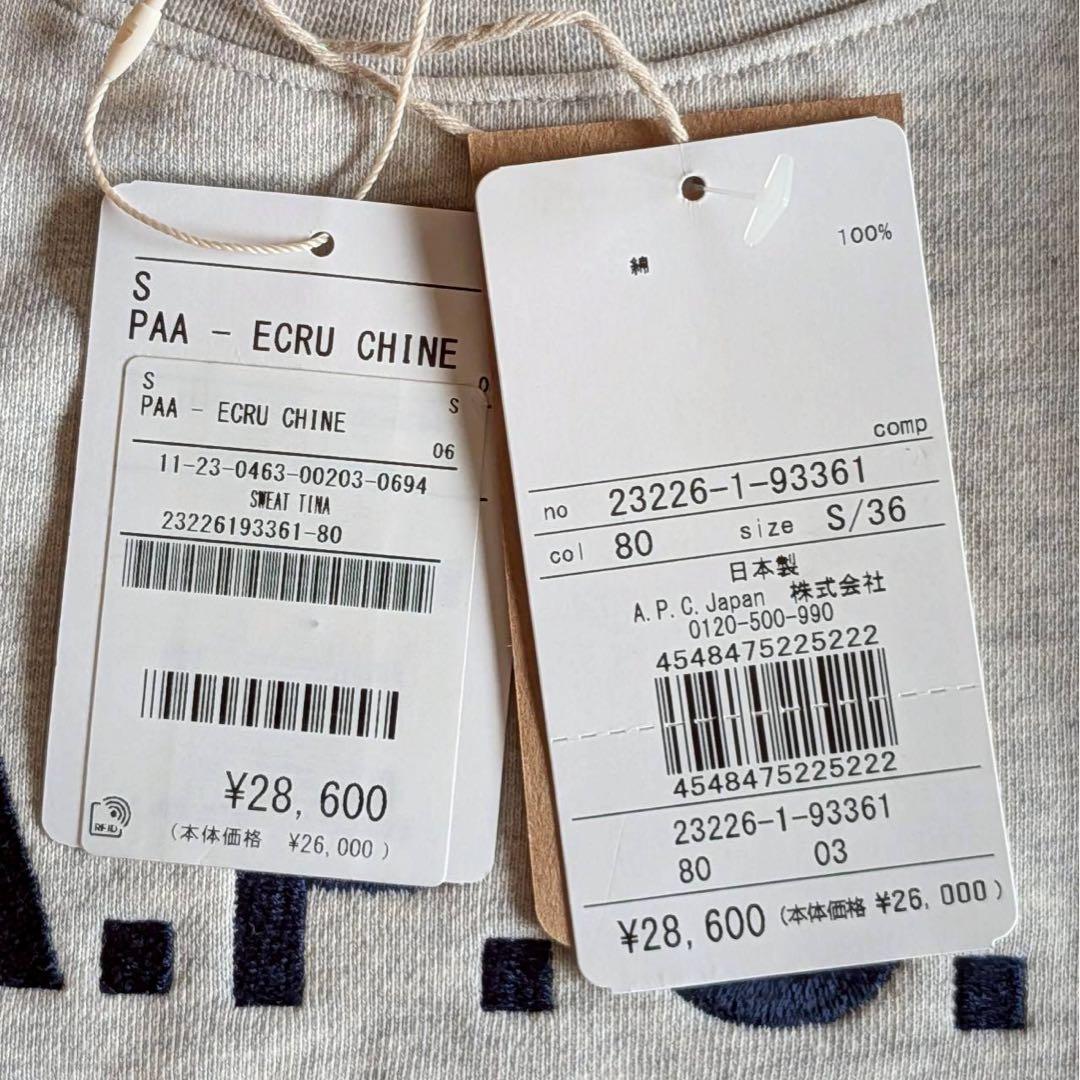 S
PAA - ECRU CHINE
0
S
PAA - ECRU CHINE
S
06
11-23-0463-00203-0694
SWEAT TINA
23226193361-80
¥28,600
(本体価格 ¥26,000)
RFID
綿 100%
comp
no 23226-1-93361
col 80 size S/36
日本製
A.P.C.Japan 株式会社
0120-500-990
4548475225222
4548475225222
23226-1-93361
80 03
¥28,600 (本体価格 ¥26,000)